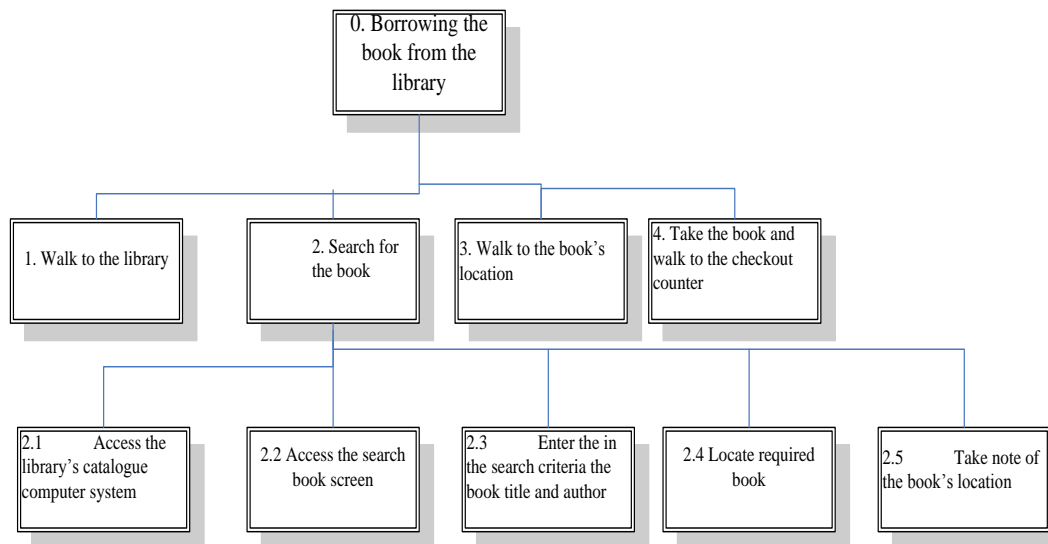 0. Borrowing the
book from the
library
1. Walk to the library
2. Search for
the book
3. Walk to the book's
location
4. Take the book and
walk to the checkout
counter
2.1 Access the
library's catalogue
computer system
2.2 Access the search
book screen
2.3 Enter the in
the search criteria the
book title and author
2.4 Locate required
book
2.5 Take note of
the book's location